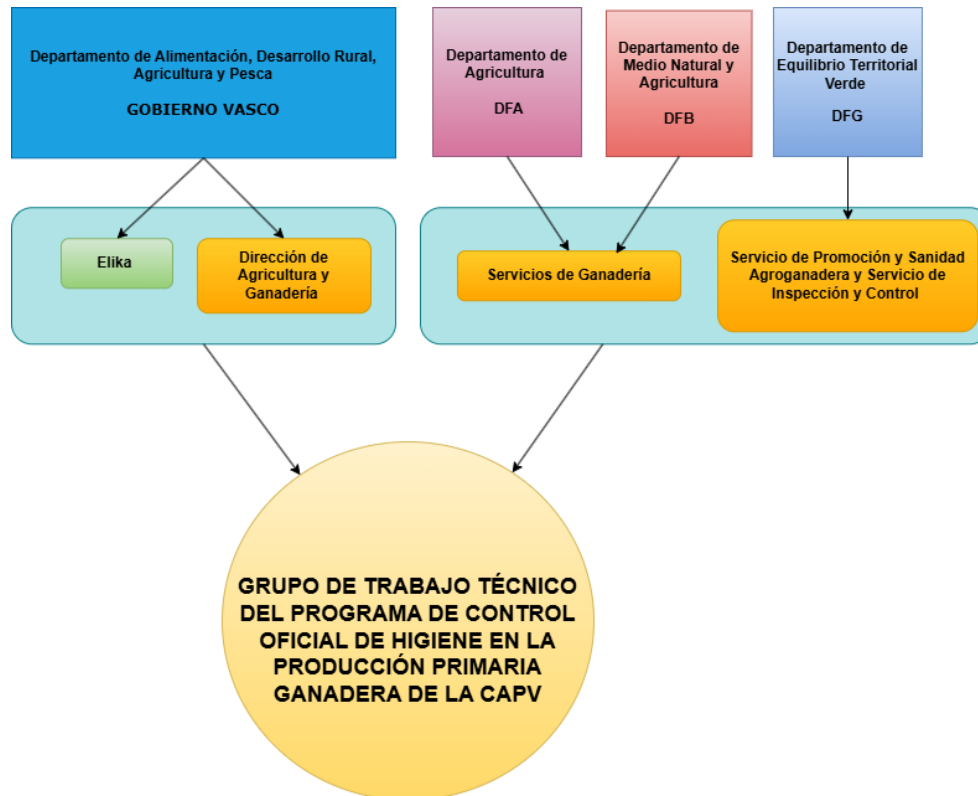 Departamento de Alimentación, Desarrollo Rural,
Agricultura y Pesca
GOBIERNO VASCO
Departamento de
Agricultura
DFA
Departamento de
Medio Natural y
Agricultura
DFB
Departamento de
Equilibrio Territorial
Verde
DFG
Elika
Dirección de
Agricultura y
Ganadería
Servicios de Ganadería
Servicio de Promoción y Sanidad
Agroganadera y Servicio de
Inspección y Control
GRUPO DE TRABAJO TÉCNICO
DEL PROGRAMA DE CONTROL
OFICIAL DE HIGIENE EN LA
PRODUCCIÓN PRIMARIA
GANADERA DE LA CAPV